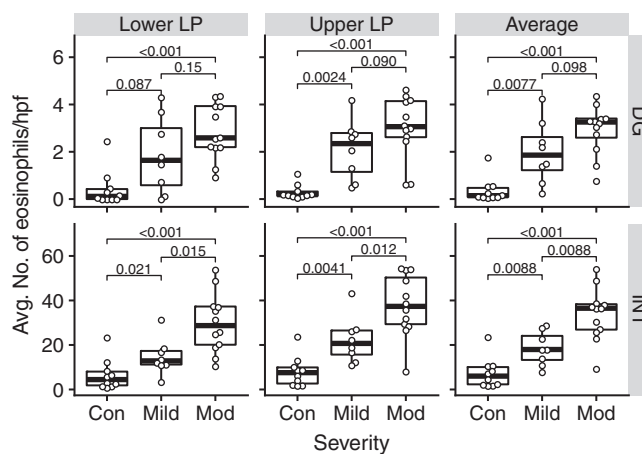 Lower LP Upper LP Average
6 <0.001 <0.001 <0.001
0.15 0.090 0.098
0.087 0.0024 0.0077
4
2
0
DG
Avg. No. of eosinophils/hpf
60 <0.001 <0.001 <0.001
0.015 0.012 0.0088
0.021 0.0041 0.0088
40
20
0
INT
Con Mild Mod Con Mild Mod Con Mild Mod
Severity